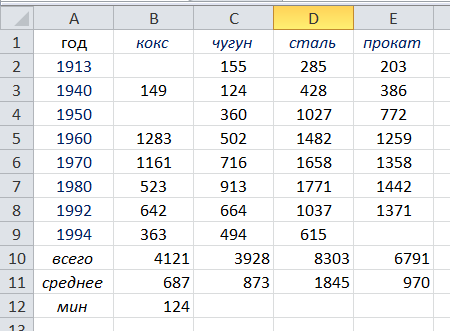 A B C D E
1 год кокс чугун сталь прокат
2 1913 155 285 203
3 1940 149 124 428 386
4 1950 360 1027 772
5 1960 1283 502 1482 1259
6 1970 1161 716 1658 1358
7 1980 523 913 1771 1442
8 1992 642 664 1037 1371
9 1994 363 494 615
10 всего 4121 3928 8303 6791
11 среднее 687 873 1845 970
12 мин 124